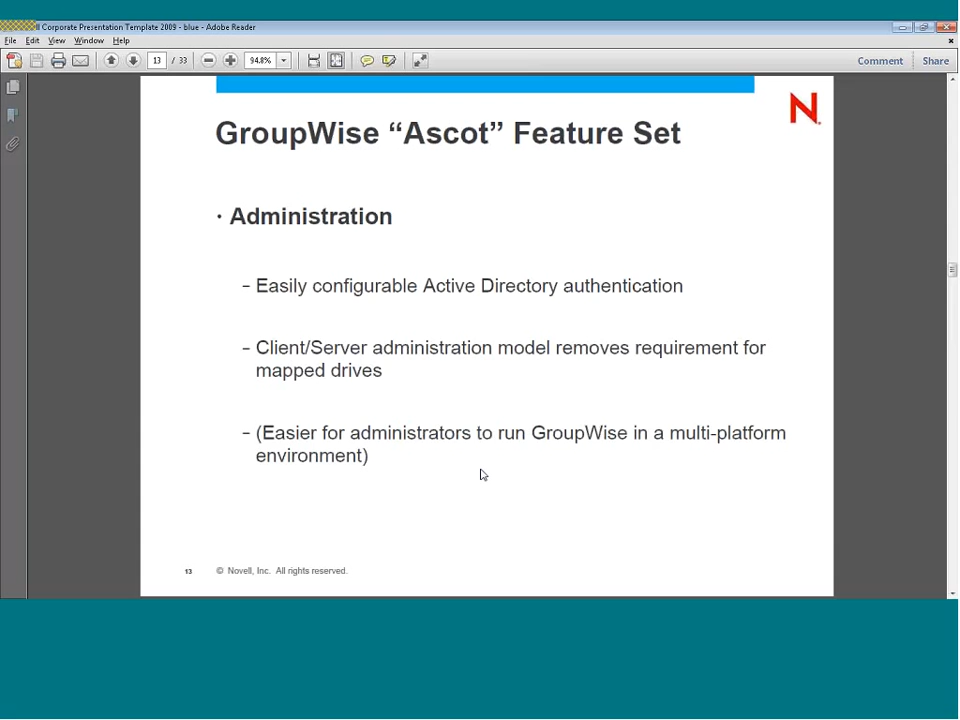 ll Corporate Presentation Template 2009 - blue - Adobe Reader
File Edit View Window Help
13 / 33 94.8% Comment Share
N
GroupWise “Ascot” Feature Set
• Administration
– Easily configurable Active Directory authentication
– Client/Server administration model removes requirement for
mapped drives
– (Easier for administrators to run GroupWise in a multi-platform
environment)
13 © Novell, Inc. All rights reserved.